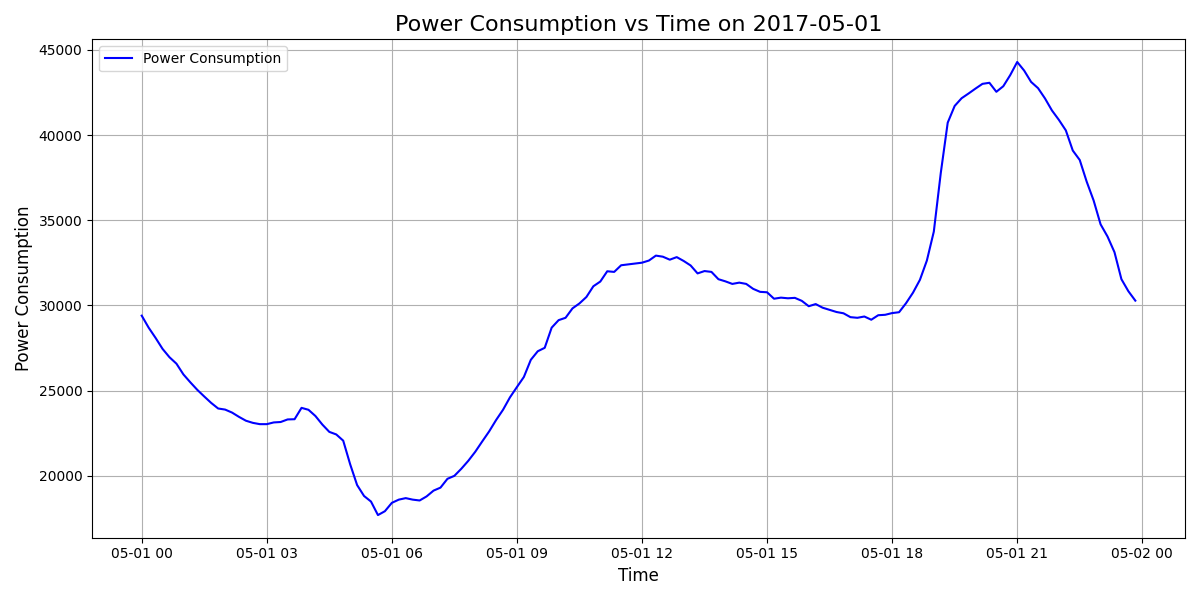 Power Consumption vs Time on 2017-05-01
Power Consumption
45000
40000
35000
30000
25000
20000
Power Consumption
05-01 00 05-01 03 05-01 06 05-01 09 05-01 12 05-01 15 05-01 18 05-01 21 05-02 00
Time